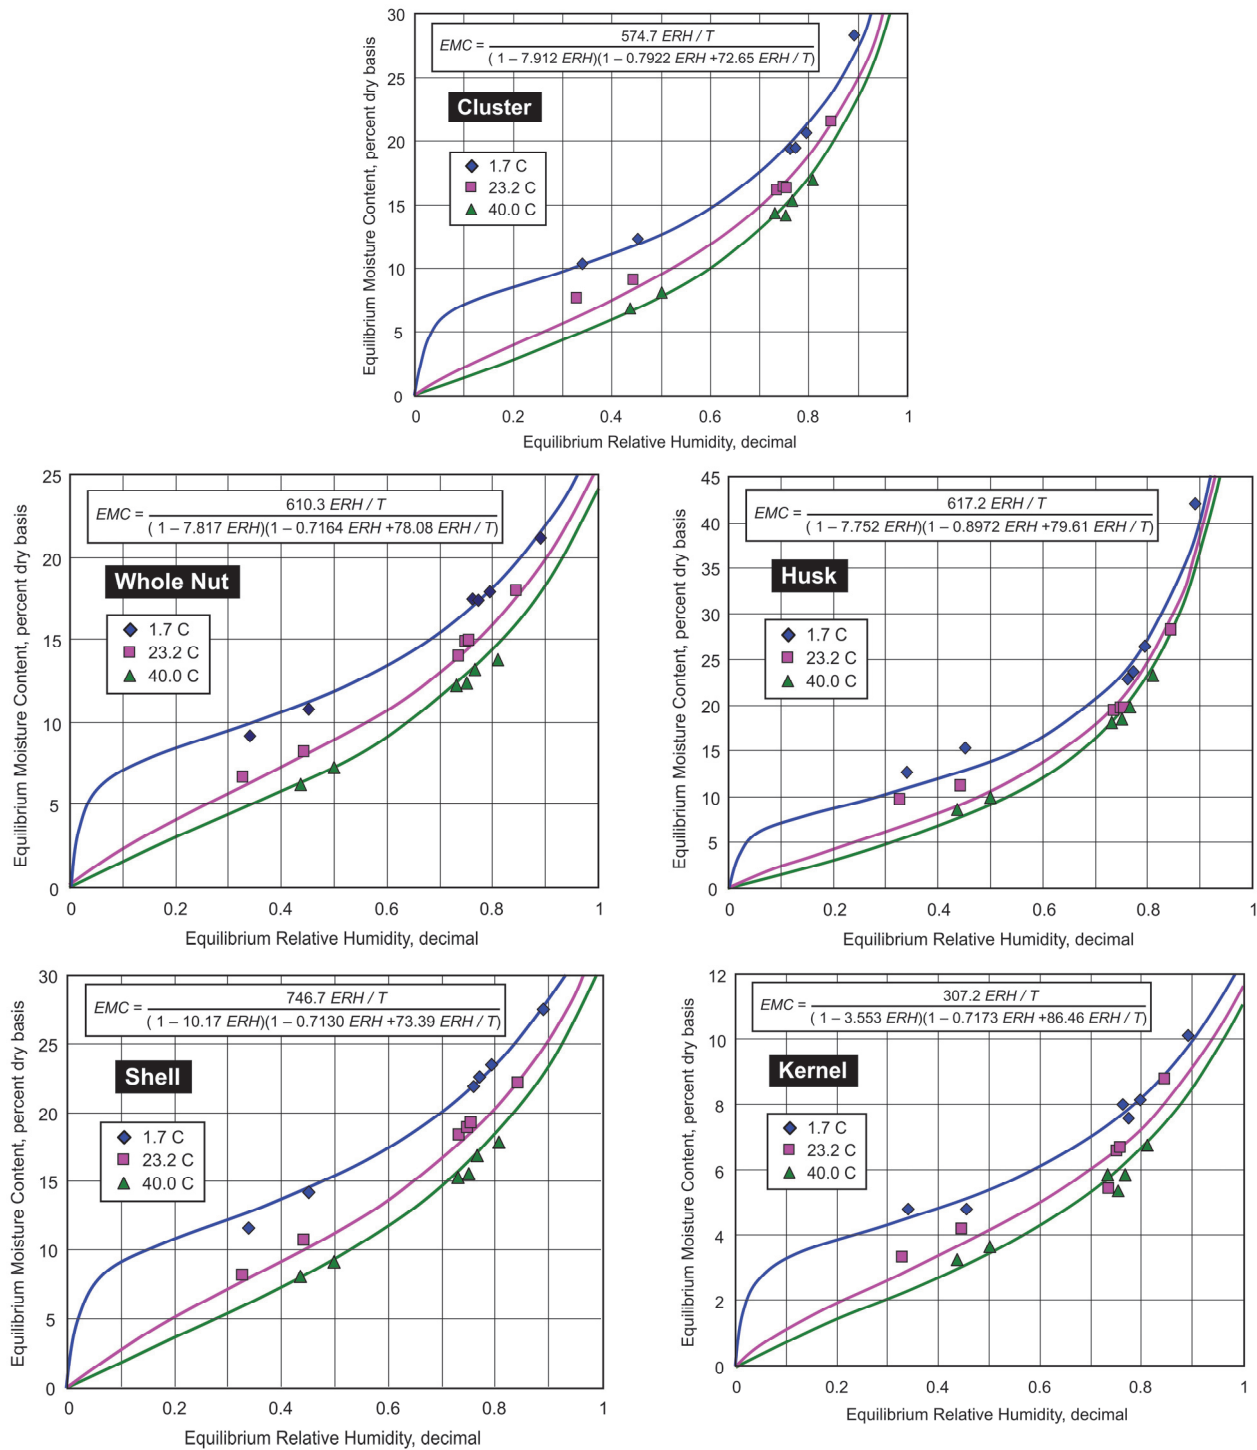 EMC = 574.7 ERH / T
( 1 – 7.912 ERH)(1 – 0.7922 ERH +72.65 ERH / T)
Cluster
1.7 C
23.2 C
40.0 C
Equilibrium Moisture Content, percent dry basis
30
25
20
15
10
5
0
0 0.2 0.4 0.6 0.8 1
Equilibrium Relative Humidity, decimal
EMC = 610.3 ERH / T
( 1 – 7.817 ERH)(1 – 0.7164 ERH +78.08 ERH / T)
Whole Nut
1.7 C
23.2 C
40.0 C
Equilibrium Moisture Content, percent dry basis
25
20
15
10
5
0
0 0.2 0.4 0.6 0.8 1
Equilibrium Relative Humidity, decimal
EMC = 617.2 ERH / T
( 1 – 7.752 ERH)(1 – 0.8972 ERH +79.61 ERH / T)
Husk
1.7 C
23.2 C
40.0 C
Equilibrium Moisture Content, percent dry basis
45
40
35
30
25
20
15
10
5
0
0 0.2 0.4 0.6 0.8 1
Equilibrium Relative Humidity, decimal
EMC = 746.7 ERH / T
( 1 – 10.17 ERH)(1 – 0.7130 ERH +73.39 ERH / T)
Shell
1.7 C
23.2 C
40.0 C
Equilibrium Moisture Content, percent dry basis
30
25
20
15
10
5
0
0 0.2 0.4 0.6 0.8 1
Equilibrium Relative Humidity, decimal
EMC = 307.2 ERH / T
( 1 – 3.553 ERH)(1 – 0.7173 ERH +86.46 ERH / T)
Kernel
1.7 C
23.2 C
40.0 C
Equilibrium Moisture Content, percent dry basis
12
10
8
6
4
2
0
0 0.2 0.4 0.6 0.8 1
Equilibrium Relative Humidity, decimal